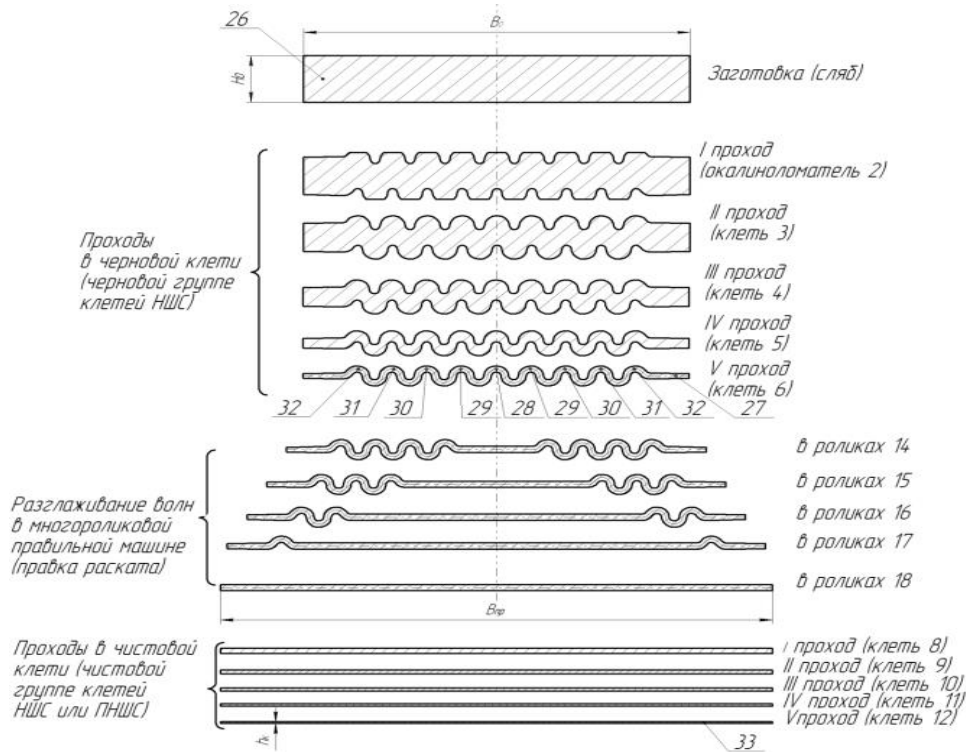 26
Bс
H₀
Заготовка (сляб)
I проход
(окалиноломатель 2)
II проход
(клеть 3)
Проходы
в черновой клети
(черновой группе
клетей НШС)
III проход
(клеть 4)
IV проход
(клеть 5)
V проход
(клеть 6)
32 31 30 29 28 29 30 31 32 27
в роликах 14
в роликах 15
Разглаживание волн
в многороликовой
правильной машине
(правка раската)
в роликах 16
в роликах 17
в роликах 18
Bпр
Проходы в чистовой
клети (чистовой
группе клетей
НШС или ПНШС)
I проход (клеть 8)
II проход (клеть 9)
III проход (клеть 10)
IV проход (клеть 11)
Vпроход (клеть 12)
hк
33